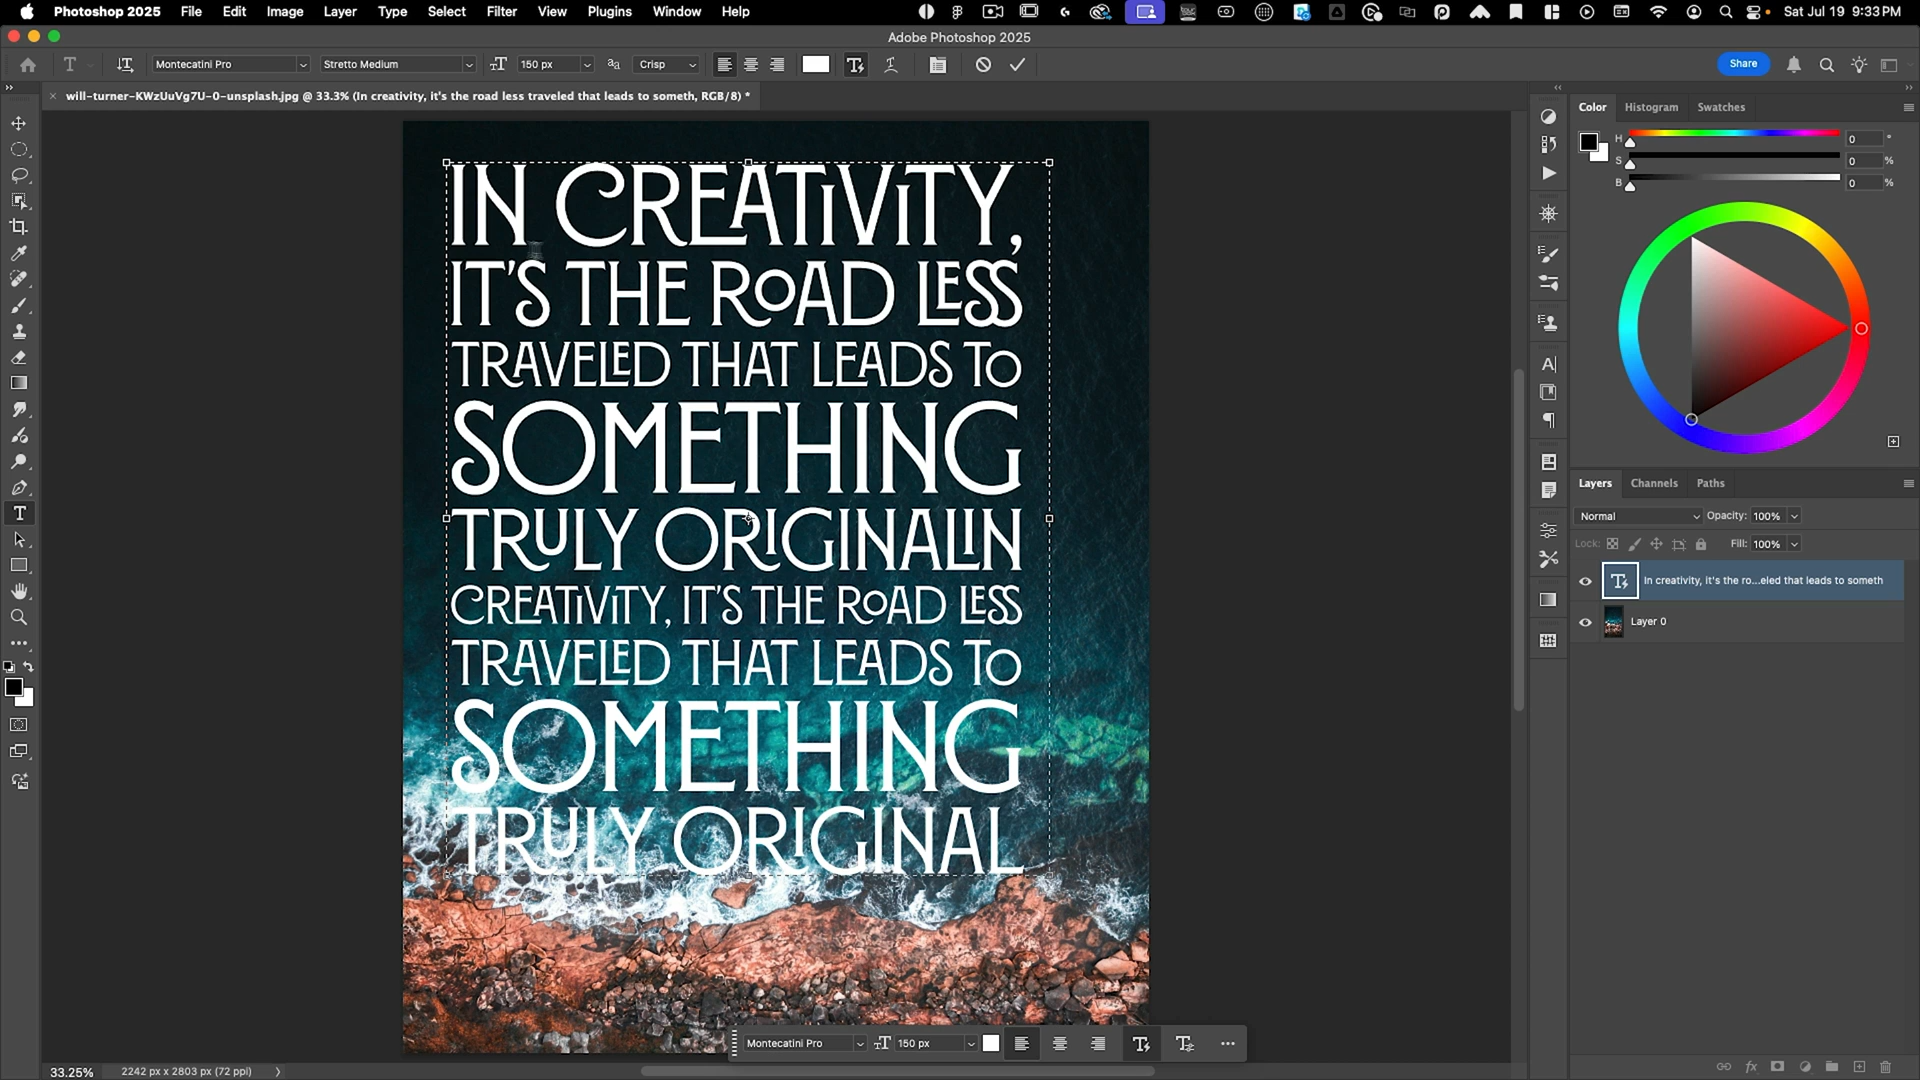 Photoshop 2025 File Edit Image Layer Type Select Filter View Plugins Window Help Sat Jul 19 9:33 PM
Adobe Photoshop 2025
Montecatini Pro Stretto Medium 150 px Crisp Share
will-turner-KWzUuVg7U-0-unsplash.jpg @ 33.3% (In creativity, it's the road less traveled that leads to someth, RGB/8) *
Color Histogram Swatches
H 0 °
S 0 %
B 0 %
IN CREATIVITY,
IT'S THE ROAD LESS
TRAVELED THAT LEADS TO
SOMETHING
TRULY ORIGINALIN
CREATIVITY, IT'S THE ROAD LESS
TRAVELED THAT LEADS TO
SOMETHING
TRULY ORIGINAL
Layers Channels Paths
Normal Opacity: 100%
Lock: Fill: 100%
In creativity, it's the ro...eled that leads to someth
Layer 0
Montecatini Pro 150 px
33.25% 2242 px x 2803 px (72 ppi)